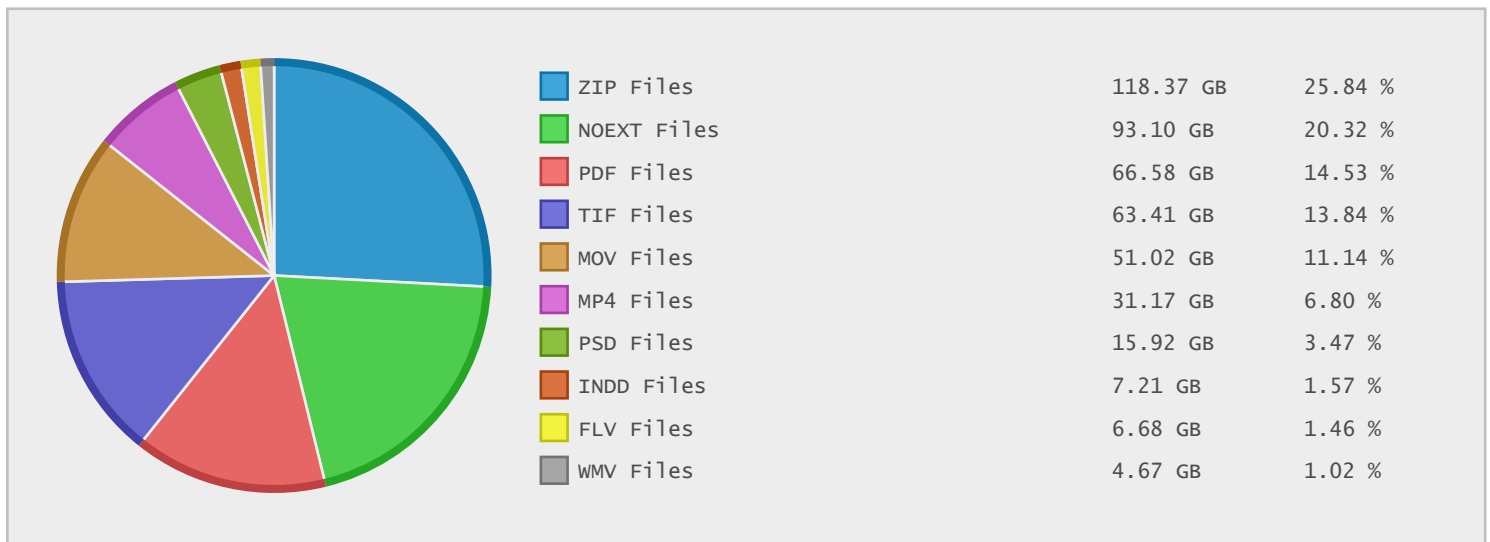 ZIP Files 118.37 GB 25.84 %
NOEXT Files 93.10 GB 20.32 %
PDF Files 66.58 GB 14.53 %
TIF Files 63.41 GB 13.84 %
MOV Files 51.02 GB 11.14 %
MP4 Files 31.17 GB 6.80 %
PSD Files 15.92 GB 3.47 %
INDD Files 7.21 GB 1.57 %
FLV Files 6.68 GB 1.46 %
WMV Files 4.67 GB 1.02 %